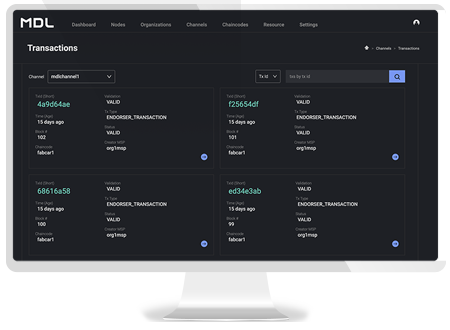 MDL Dashboard Nodes Organizations Channels Chaincodes Resource Settings
Transactions
Channels Transactions
Channel mdlchannel1
Tx Id
Txid (Short) Validation
4a9d64ae VALID
Time (Age) Tx Type
15 days ago ENDORSER_TRANSACTION
Block # Status
102 VALID
Chaincode Creator MSP
fabcar1 org1msp
Txid (Short) Validation
f25654df VALID
Time (Age) Tx Type
15 days ago ENDORSER_TRANSACTION
Block # Status
101 VALID
Chaincode Creator MSP
fabcar1 org1msp
Txid (Short) Validation
68616a58 VALID
Time (Age) Tx Type
15 days ago ENDORSER_TRANSACTION
Block # Status
100 VALID
Chaincode Creator MSP
fabcar1 org1msp
Txid (Short) Validation
ed34e3ab VALID
Time (Age) Tx Type
15 days ago ENDORSER_TRANSACTION
Block # Status
99 VALID
Chaincode Creator MSP
fabcar1 org1msp